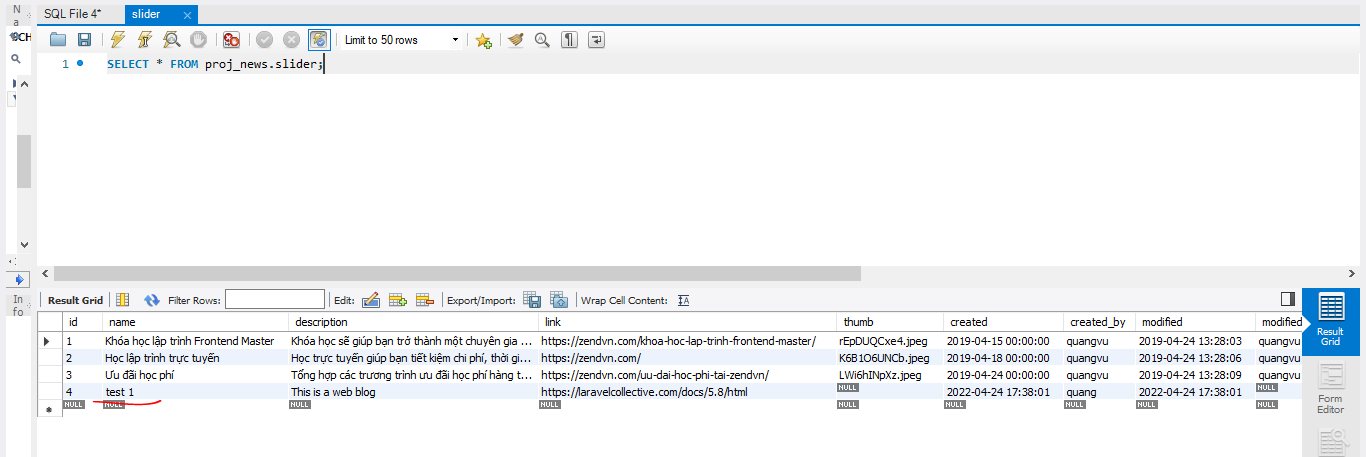 N
a
SQL File 4*
slider
CH
Limit to 50 rows
1
SELECT * FROM proj_news.slider;
In
fo
Result Grid
Filter Rows:
Edit:
Export/Import:
Wrap Cell Content:
id name description link thumb created created_by modified modified
1 Khóa học lập trình Frontend Master Khóa học sẽ giúp bạn trở thành một chuyên gia ... https://zendvn.com/khoa-hoc-lap-trinh-frontend-master/ rEpDUQCxe4.jpeg 2019-04-15 00:00:00 quangvu 2019-04-24 13:28:03 quangvu
2 Học lập trình trực tuyến Học trực tuyến giúp bạn tiết kiệm chi phí, thời gi... https://zendvn.com/ K6B1O6UNCb.jpeg 2019-04-18 00:00:00 quangvu 2019-04-24 13:28:06 quangvu
3 Ưu đãi học phí Tổng hợp các trương trình ưu đãi học phí hàng t... https://zendvn.com/uu-dai-hoc-phi-tai-zendvn/ LWi6hINpXz.jpeg 2019-04-24 00:00:00 quangvu 2019-04-24 13:28:09 quangvu
4 test 1 This is a web blog https://laravelcollective.com/docs/5.8/html NULL 2022-04-24 17:38:01 quang 2022-04-24 17:38:01 NULL
NULL NULL NULL NULL NULL NULL NULL NULL NULL
Result
Grid
Form
Editor